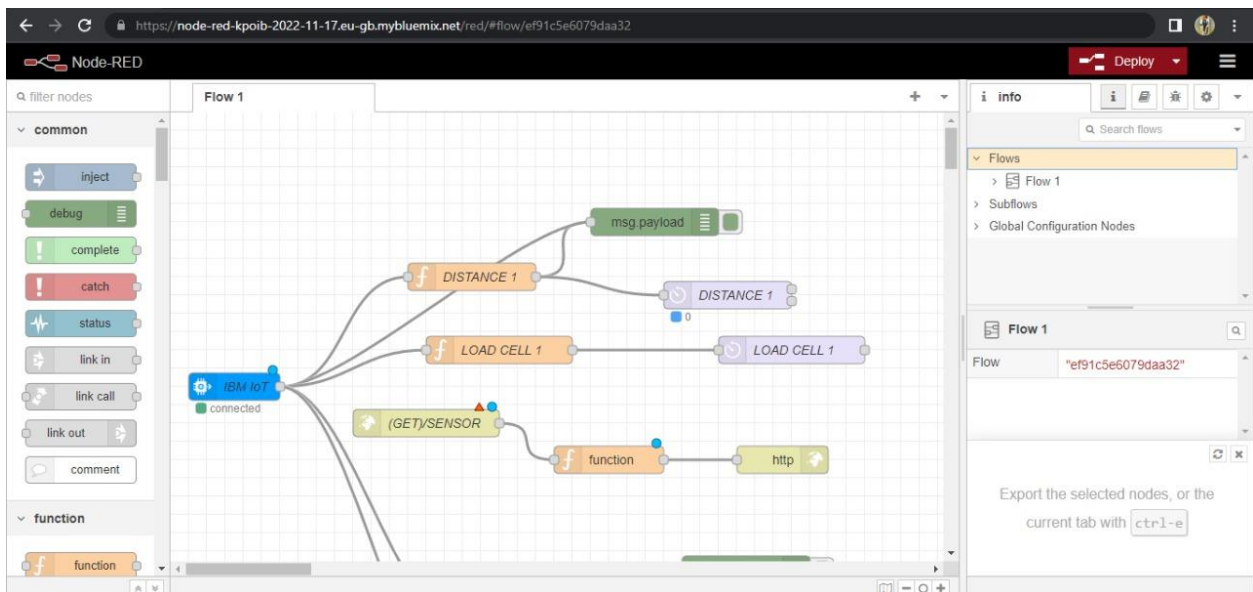 https://node-red-kpoib-2022-11-17.eu-gb.mybluemix.net/red/#flow/ef91c5e6079daa32
Node-RED
Deploy
filter nodes
Flow 1
i info
i
common
Search flows
inject
debug
complete
catch
status
link in
link call
link out
comment
function
function
msg.payload
DISTANCE 1
DISTANCE 1
0
LOAD CELL 1
LOAD CELL 1
IBM IoT
connected
(GET)/SENSOR
function
http
Flows
Flow 1
Subflows
Global Configuration Nodes
Flow 1
Flow "ef91c5e6079daa32"
Export the selected nodes, or the
current tab with ctrl-e